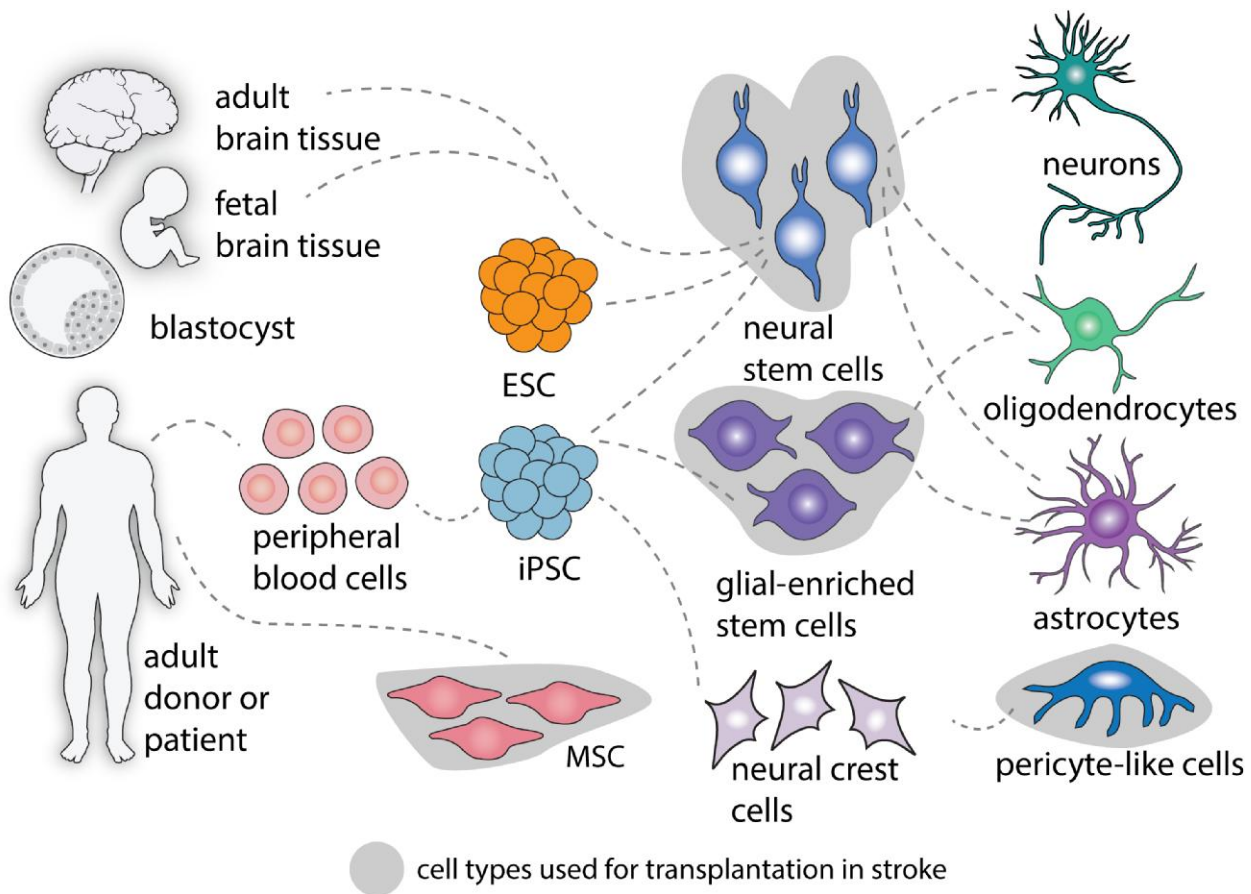 adult
brain tissue
fetal
brain tissue
blastocyst
ESC
neural
stem cells
neurons
oligodendrocytes
peripheral
blood cells
iPSC
glial-enriched
stem cells
astrocytes
adult
donor or
patient
MSC
neural crest
cells
pericyte-like cells
cell types used for transplantation in stroke